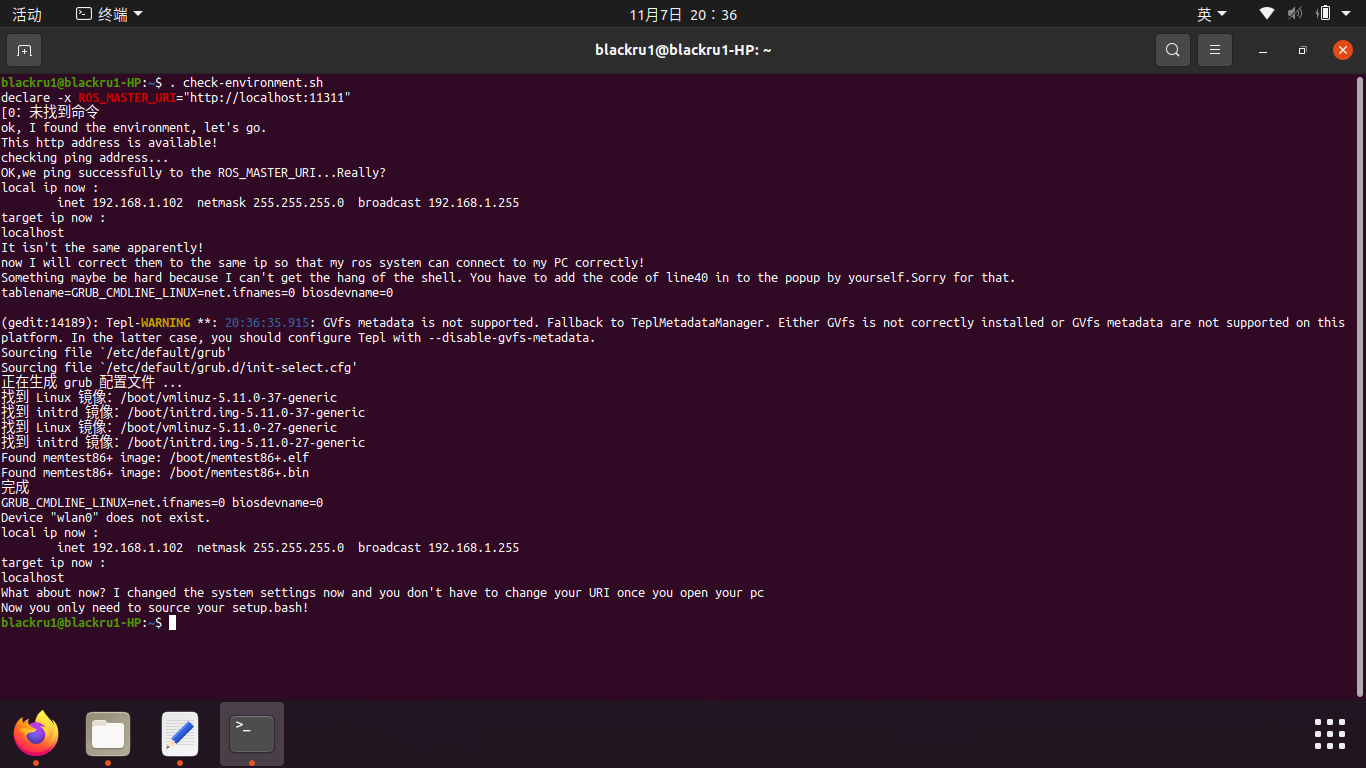 活动
终端
11月7日 20：36
英
blackru1@blackru1-HP: ~
blackru1@blackru1-HP:~$ . check-environment.sh
declare -x ROS_MASTER_URI="http://localhost:11311"
[0: 未找到命令
ok, I found the environment, let's go.
This http address is available!
checking ping address...
OK,we ping successfully to the ROS_MASTER_URI...Really?
local ip now :
inet 192.168.1.102  netmask 255.255.255.0  broadcast 192.168.1.255
target ip now :
localhost
It isn't the same apparently!
now I will correct them to the same ip so that my ros system can connect to my PC correctly!
Something maybe be hard because I can't get the hang of the shell. You have to add the code of line40 in to the popup by yourself.Sorry for that.
tablename=GRUB_CMDLINE_LINUX=net.ifnames=0 biosdevname=0
(gedit:14189): Tepl-WARNING **: 20:36:35.915: GVfs metadata is not supported. Fallback to TeplMetadataManager. Either GVfs is not correctly installed or GVfs metadata are not supported on this
platform. In the latter case, you should configure Tepl with --disable-gvfs-metadata.
Sourcing file `/etc/default/grub'
Sourcing file `/etc/default/grub.d/init-select.cfg'
正在生成 grub 配置文件 ...
找到 Linux 镜像：/boot/vmlinuz-5.11.0-37-generic
找到 initrd 镜像：/boot/initrd.img-5.11.0-37-generic
找到 Linux 镜像：/boot/vmlinuz-5.11.0-27-generic
找到 initrd 镜像：/boot/initrd.img-5.11.0-27-generic
Found memtest86+ image: /boot/memtest86+.elf
Found memtest86+ image: /boot/memtest86+.bin
完成
GRUB_CMDLINE_LINUX=net.ifnames=0 biosdevname=0
Device "wlan0" does not exist.
local ip now :
inet 192.168.1.102  netmask 255.255.255.0  broadcast 192.168.1.255
target ip now :
localhost
What about now? I changed the system settings now and you don't have to change your URI once you open your pc
Now you only need to source your setup.bash!
blackru1@blackru1-HP:~$